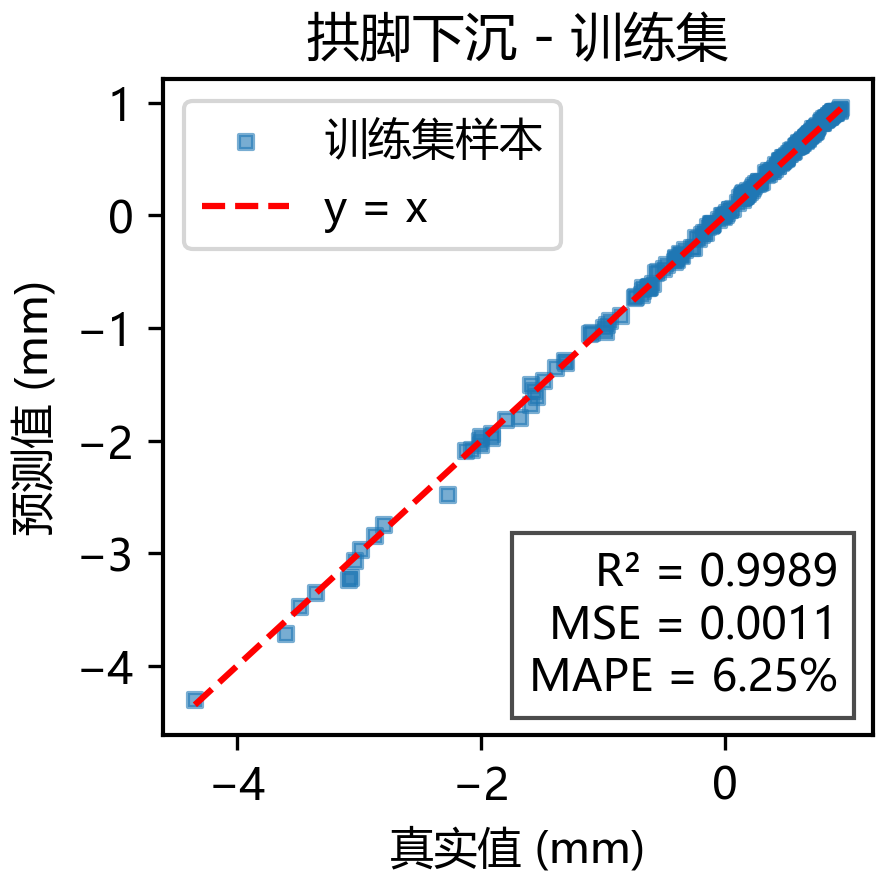 拱脚下沉 - 训练集
训练集样本
y = x
1
0
−1
−2
−3
−4
预测值 (mm)
R² = 0.9989
MSE = 0.0011
MAPE = 6.25%
−4
−2
0
真实值 (mm)